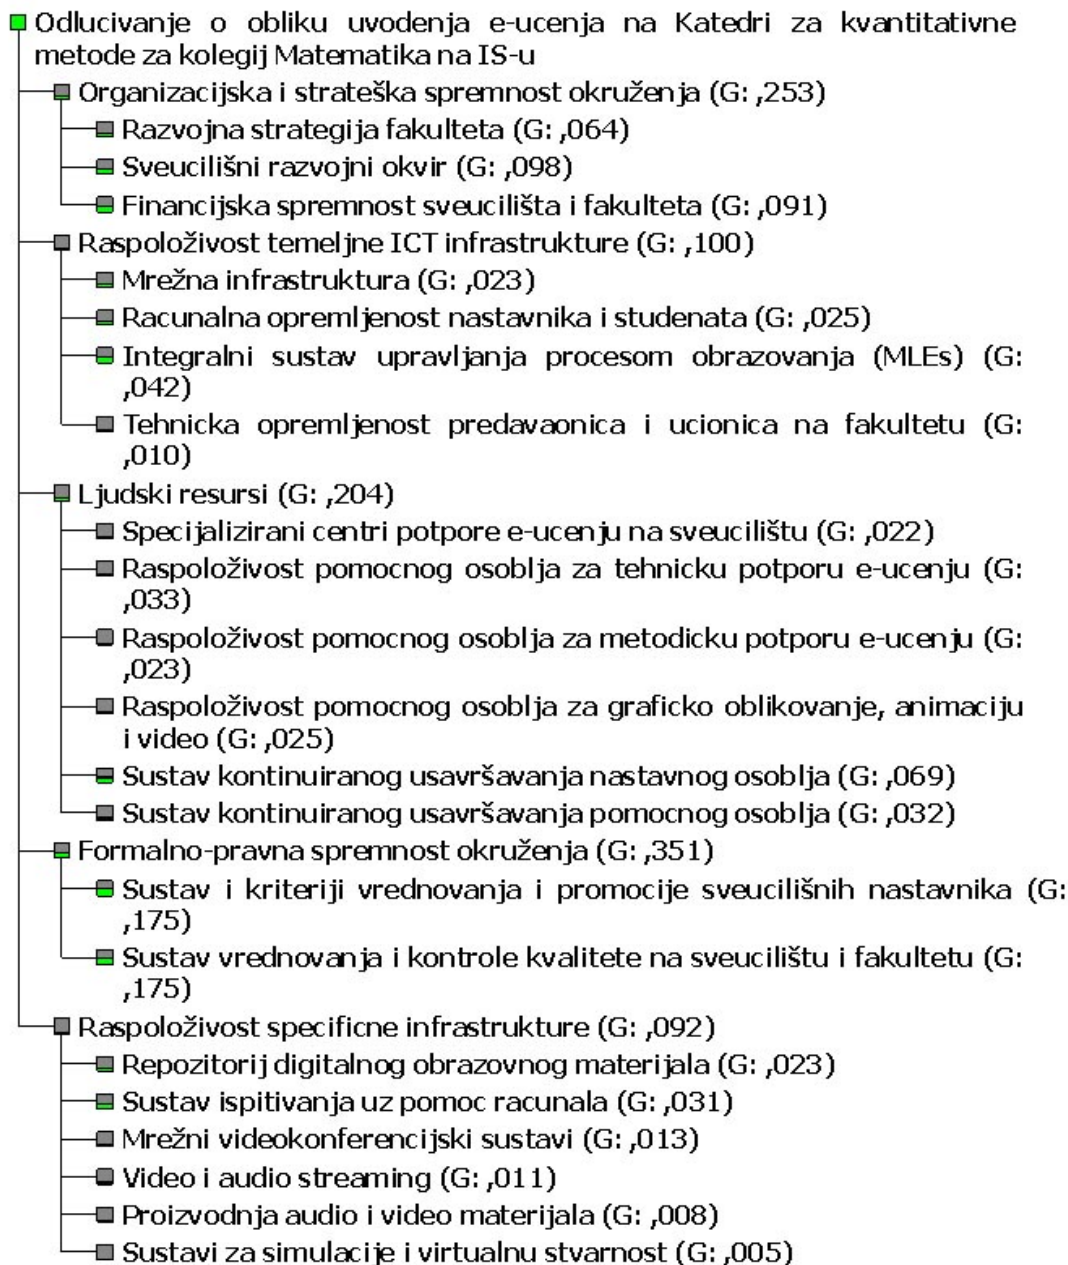 Odlucivanje o obliku uvodenja e-ucenja na Katedri za kvantitativne
metode za kolegij Matematika na IS-u
Organizacijska i strateška spremnost okruženja (G: ,253)
Razvojna strategija fakulteta (G: ,064)
Sveucilišni razvojni okvir (G: ,098)
Financijska spremnost sveucilišta i fakulteta (G: ,091)
Raspoloživost temeljne ICT infrastrukture (G: ,100)
Mrežna infrastruktura (G: ,023)
Racunalna opremljenost nastavnika i studenata (G: ,025)
Integralni sustav upravljanja procesom obrazovanja (MLEs) (G:
,042)
Tehnicka opremljenost predavaonica i ucionica na fakultetu (G:
,010)
Ljudski resursi (G: ,204)
Specijalizirani centri potpore e-ucenju na sveucilištu (G: ,022)
Raspoloživost pomocnog osoblja za tehnicku potporu e-ucenju (G:
,033)
Raspoloživost pomocnog osoblja za metodicku potporu e-ucenju (G:
,023)
Raspoloživost pomocnog osoblja za graficko oblikovanje, animaciju
i video (G: ,025)
Sustav kontinuiranog usavršavanja nastavnog osoblja (G: ,069)
Sustav kontinuiranog usavršavanja pomocnog osoblja (G: ,032)
Formalno-pravna spremnost okruženja (G: ,351)
Sustav i kriteriji vrednovanja i promocije sveucilišnih nastavnika (G:
,175)
Sustav vrednovanja i kontrole kvalitete na sveucilištu i fakultetu (G:
,175)
Raspoloživost specificne infrastrukture (G: ,092)
Repozitorij digitalnog obrazovnog materijala (G: ,023)
Sustav ispitivanja uz pomoc racunala (G: ,031)
Mrežni videokonferencijski sustavi (G: ,013)
Video i audio streaming (G: ,011)
Proizvodnja audio i video materijala (G: ,008)
Sustavi za simulacije i virtualnu stvarnost (G: ,005)